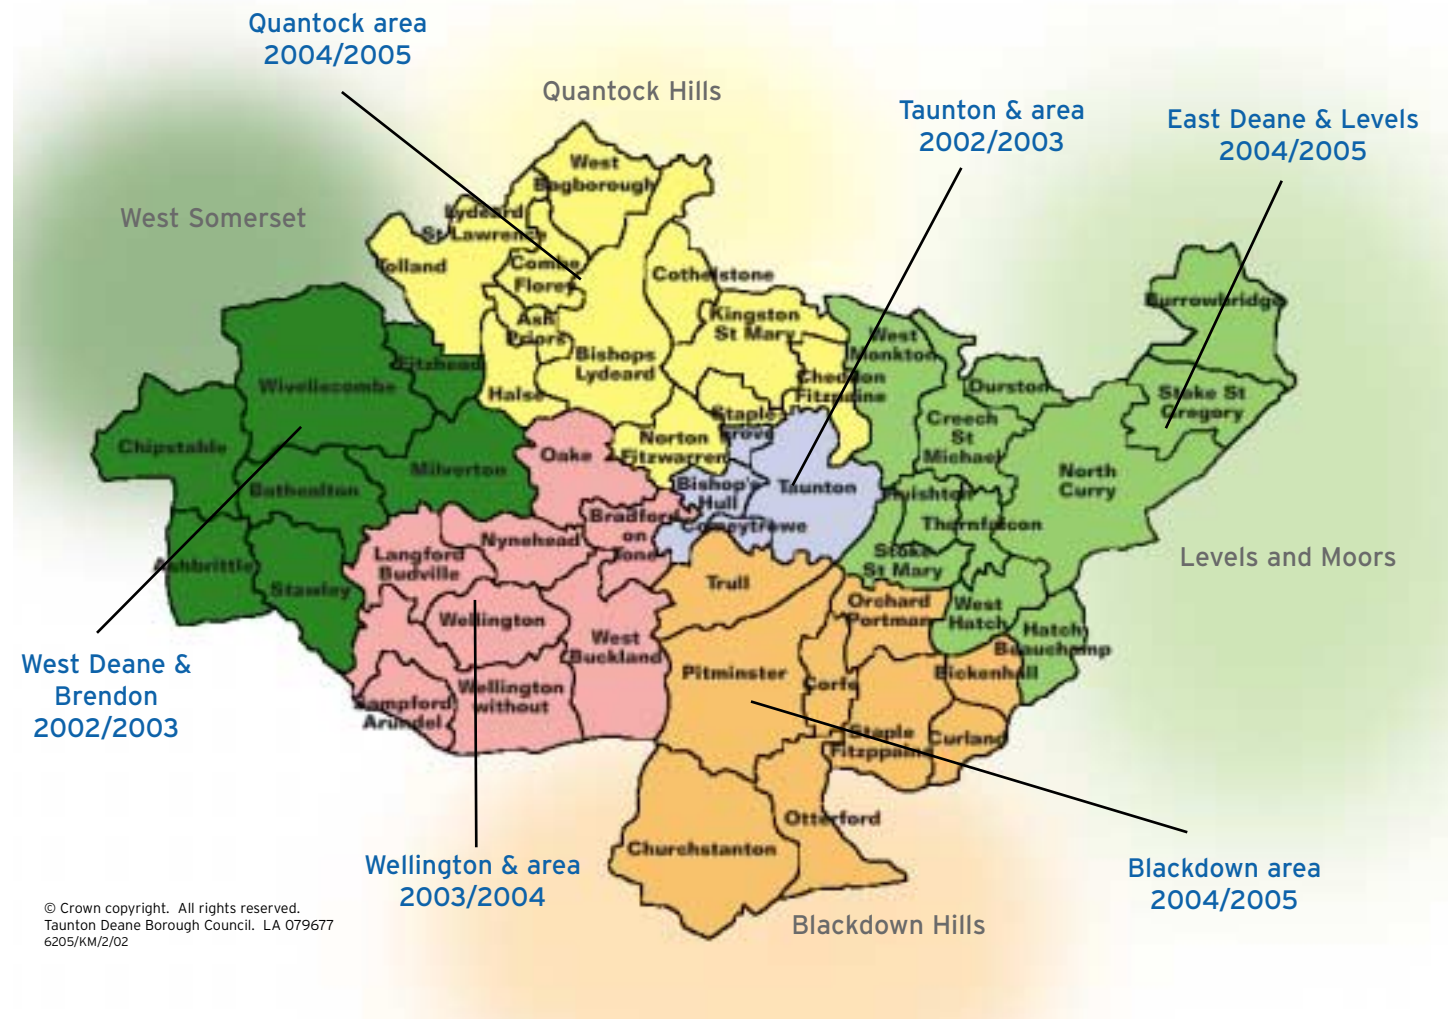 Quantock area
2004/2005
Quantock Hills
Taunton & area
2002/2003
East Deane & Levels
2004/2005
West Somerset
West
Bagborough
Lydeard
St Lawrence
Tolland
Combe
Florey
Cothelstone
Burrowbridge
Ash
Priors
Kingston
St Mary
West
Monkton
Fitzhead
Bishops
Lydeard
Wivellscombe
Halse
Cheddon
Fitzpaine
Durston
Stoke St
Gregory
Staple
grove
Creech
St
Michael
Chipstable
Milverton
Oake
Norton
Fitzwarren
North
Curry
Bathealton
Bishop's
Hull
Taunton
Ruishton
Bradford
on
Tone
Comeytrowe
Thornfalcon
Nynehead
Langford
Budville
Stoke
St Mary
Levels and Moors
Ashbrittle
Stawley
Trull
Orchard
Portman
West
Hatch
Wellington
Hatch
Beauchamp
West
Buckland
Pitminster
Corfe
Bickenhall
West Deane &
Brendon
2002/2003
Sampford
Arundel
Wellington
without
Staple
Fitzppaine
Curland
Otterford
Churchstanton
Wellington & area
2003/2004
Blackdown area
2004/2005
Blackdown Hills
© Crown copyright. All rights reserved.
Taunton Deane Borough Council. LA 079677
6205/KM/2/02